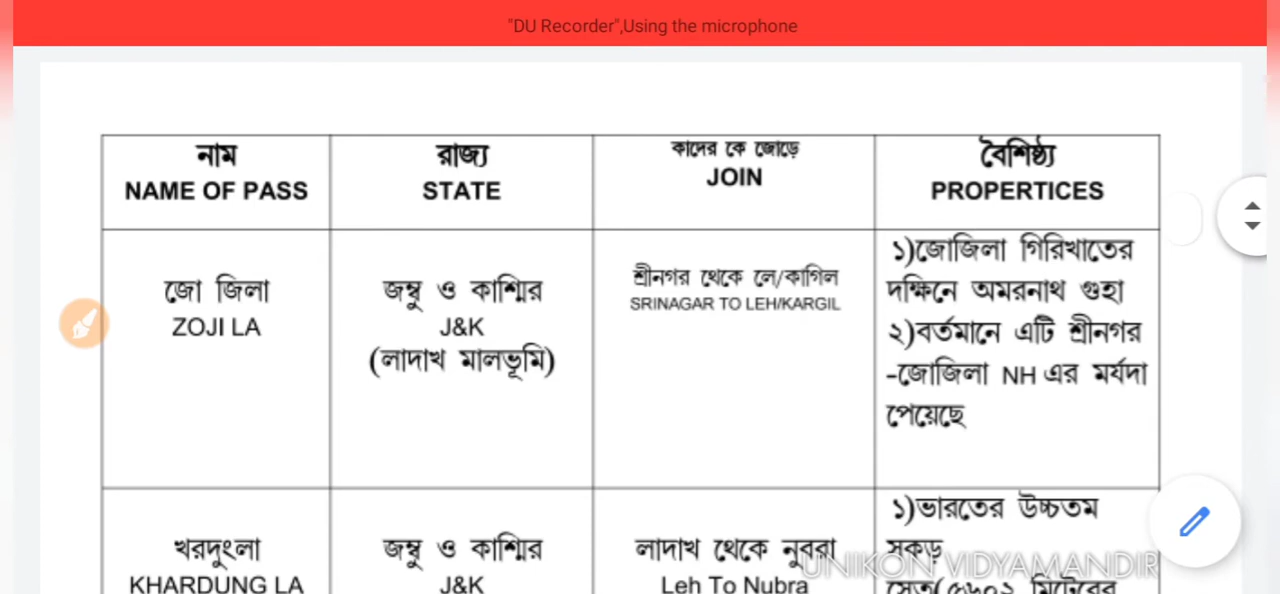 "DU Recorder",Using the microphone
নাম
NAME OF PASS
রাজ্য
STATE
কাদের কে জোড়ে
JOIN
বৈশিষ্ঠ্য
PROPERTICES
জো জিলা
ZOJI LA
জম্বু ও কাশ্মির
J&K
(লাদাখ মালভূমি)
শ্রীনগর থেকে লে/কার্গিল
SRINAGAR TO LEH/KARGIL
১)জোজিলা গিরিখাতের
দক্ষিনে অমরনাথ গুহা
২)বর্তমানে এটি শ্রীনগর
-জোজিলা NH এর মর্যদা
পেয়েছে
খরদুংলা
KHARDUNG LA
জম্বু ও কাশ্মির
J&K
লাদাখ থেকে নুবরা
Leh To Nubra
১)ভারতের উচ্চতম
সকড়
সেতু(৫৬০২ মিটেরের
UNIKON VIDYAMANDIR